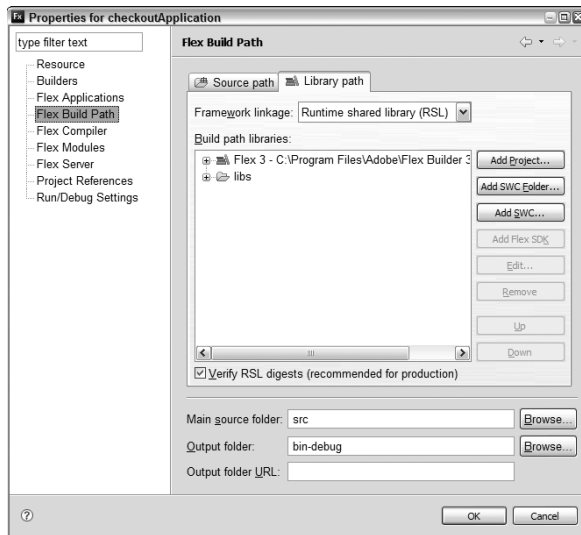 Fx Properties for checkoutApplication
type filter text
Resource
Builders
Flex Applications
Flex Build Path
Flex Compiler
Flex Modules
Flex Server
Project References
Run/Debug Settings
Flex Build Path
Source path
Library path
Framework linkage: Runtime shared library (RSL)
Build path libraries:
Flex 3 - C:\Program Files\Adobe\Flex Builder 3
libs
Add Project...
Add SWC Folder...
Add SWC...
Add Flex SDK
Edit...
Remove
Up
Down
Verify RSL digests (recommended for production)
Main source folder: src Browse...
Output folder: bin-debug Browse...
Output folder URL:
? OK Cancel